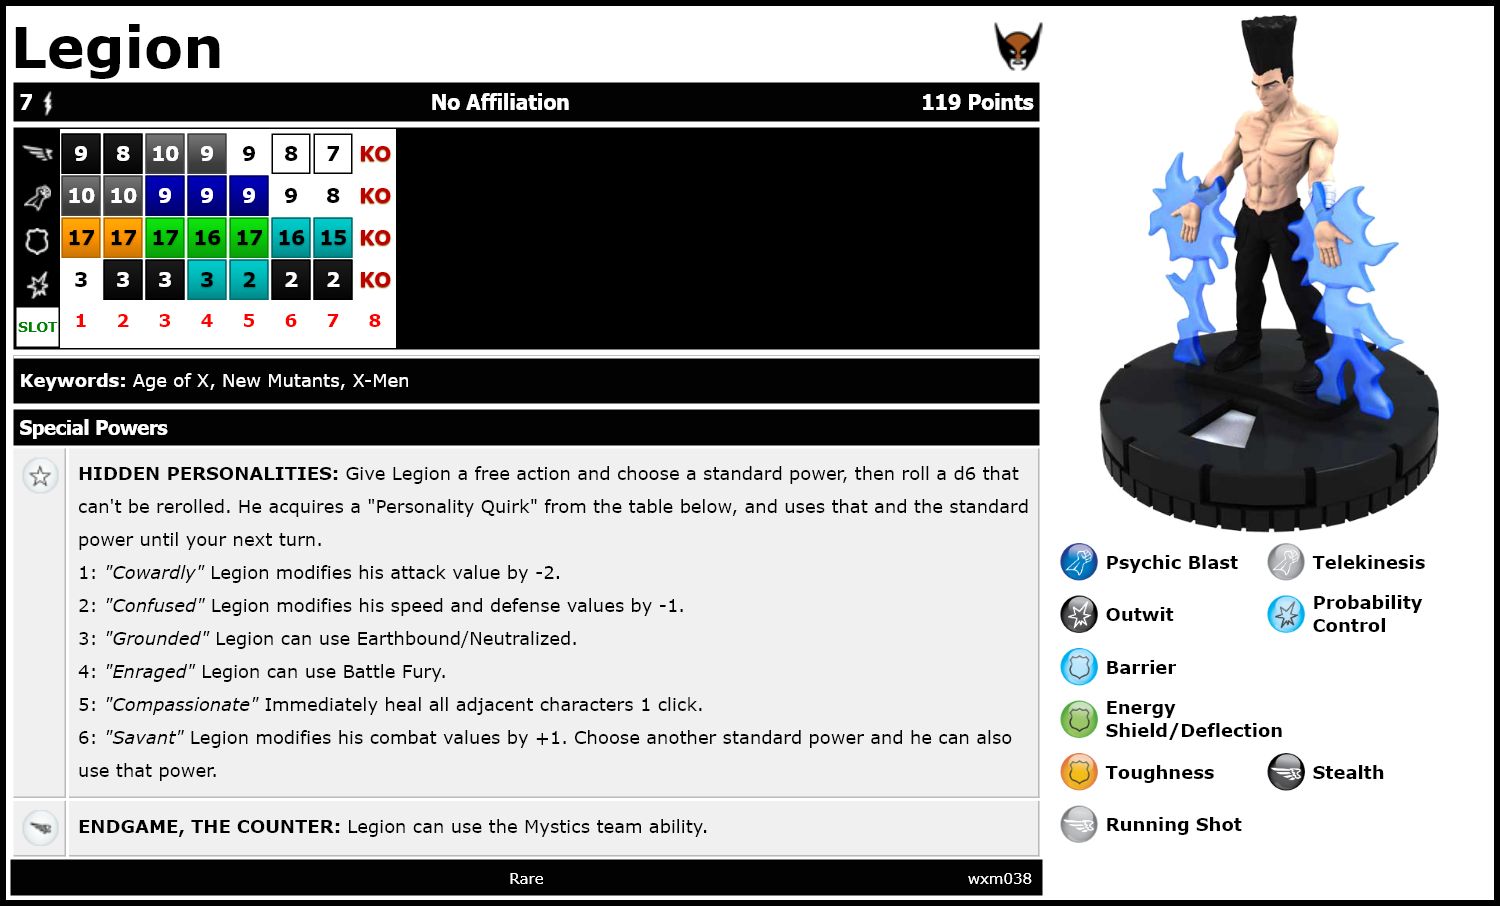 Legion
7 No Affiliation 119 Points
9 8 10 9 9 8 7 KO
10 10 9 9 9 9 8 KO
17 17 17 16 17 16 15 KO
3 3 3 3 2 2 2 KO
SLOT 1 2 3 4 5 6 7 8
Keywords: Age of X, New Mutants, X-Men
Special Powers
HIDDEN PERSONALITIES: Give Legion a free action and choose a standard power, then roll a d6 that
can't be rerolled. He acquires a "Personality Quirk" from the table below, and uses that and the standard
power until your next turn.
1: "Cowardly" Legion modifies his attack value by -2.
2: "Confused" Legion modifies his speed and defense values by -1.
3: "Grounded" Legion can use Earthbound/Neutralized.
4: "Enraged" Legion can use Battle Fury.
5: "Compassionate" Immediately heal all adjacent characters 1 click.
6: "Savant" Legion modifies his combat values by +1. Choose another standard power and he can also
use that power.
ENDGAME, THE COUNTER: Legion can use the Mystics team ability.
Rare wxm038
Psychic Blast Telekinesis
Outwit Probability
Control
Barrier
Energy
Shield/Deflection
Toughness Stealth
Running Shot